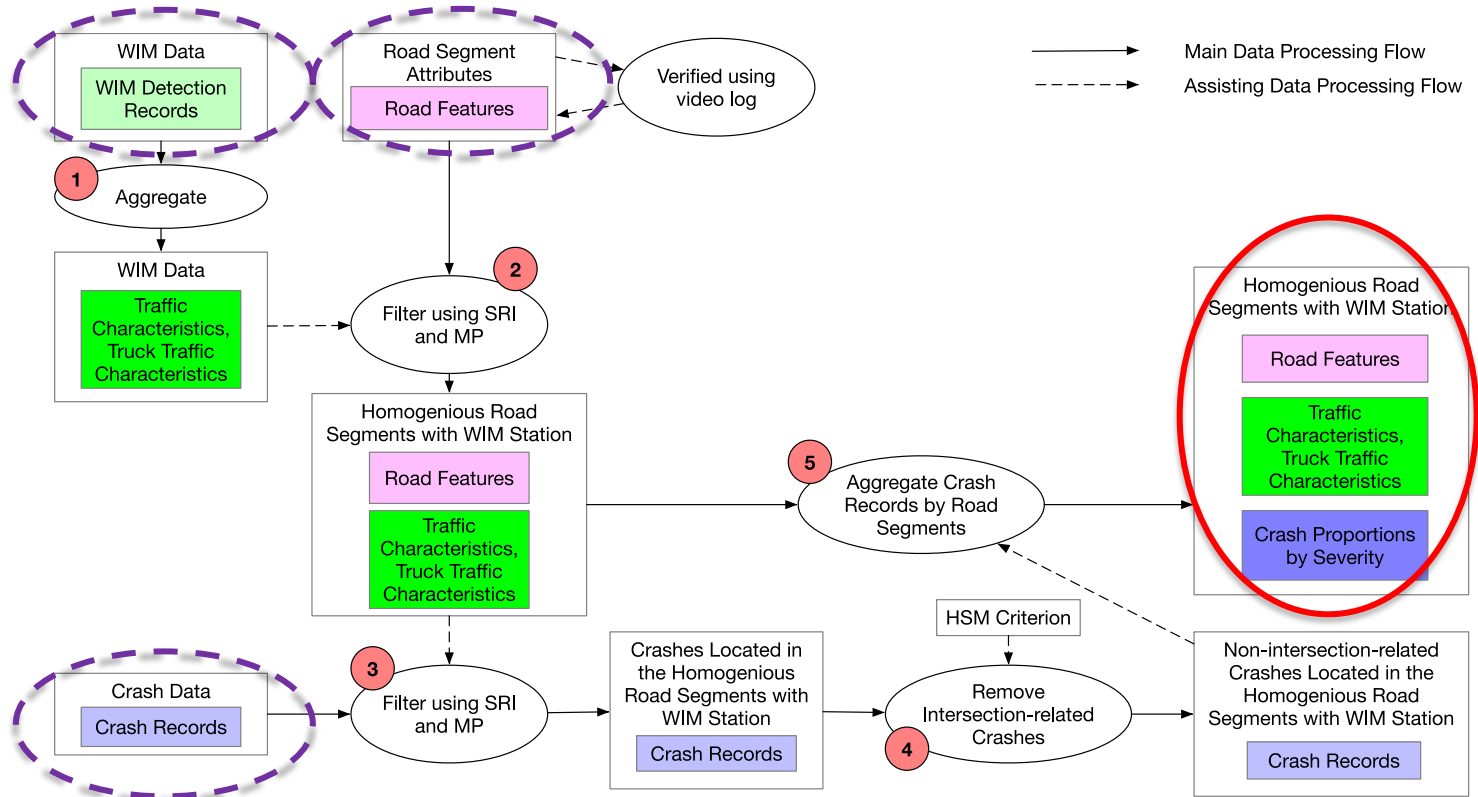 WIM Data
WIM Detection
Records
Road Segment
Attributes
Road Features
Verified using
video log
Main Data Processing Flow
Assisting Data Processing Flow
1
Aggregate
WIM Data
Traffic
Characteristics,
Truck Traffic
Characteristics
2
Filter using SRI
and MP
Homogenious Road
Segments with WIM Station
Road Features
Traffic
Characteristics,
Truck Traffic
Characteristics
5
Aggregate Crash
Records by Road
Segments
Homogenious Road
Segments with WIM Station
Road Features
Traffic
Characteristics,
Truck Traffic
Characteristics
Crash Proportions
by Severity
Crash Data
Crash Records
3
Filter using SRI
and MP
Crashes Located in
the Homogenious
Road Segments with
WIM Station
Crash Records
HSM Criterion
Remove
Intersection-related
Crashes
4
Non-intersection-related
Crashes Located in the
Homogenious Road
Segments with WIM Station
Crash Records